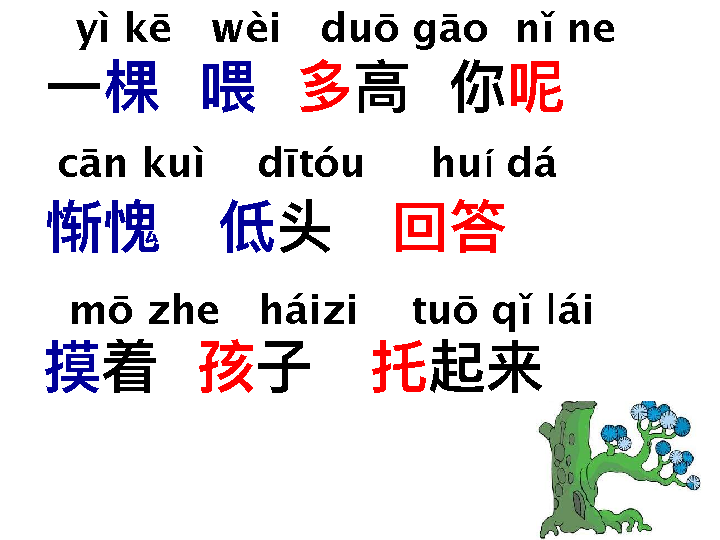 yì kē wèi duō gāo nǐ ne
一棵 喂 多高 你呢
cān kuì dītóu huí dá
惭愧 低头 回答
mō zhe háizi tuō qǐ lái
摸着 孩子 托起来